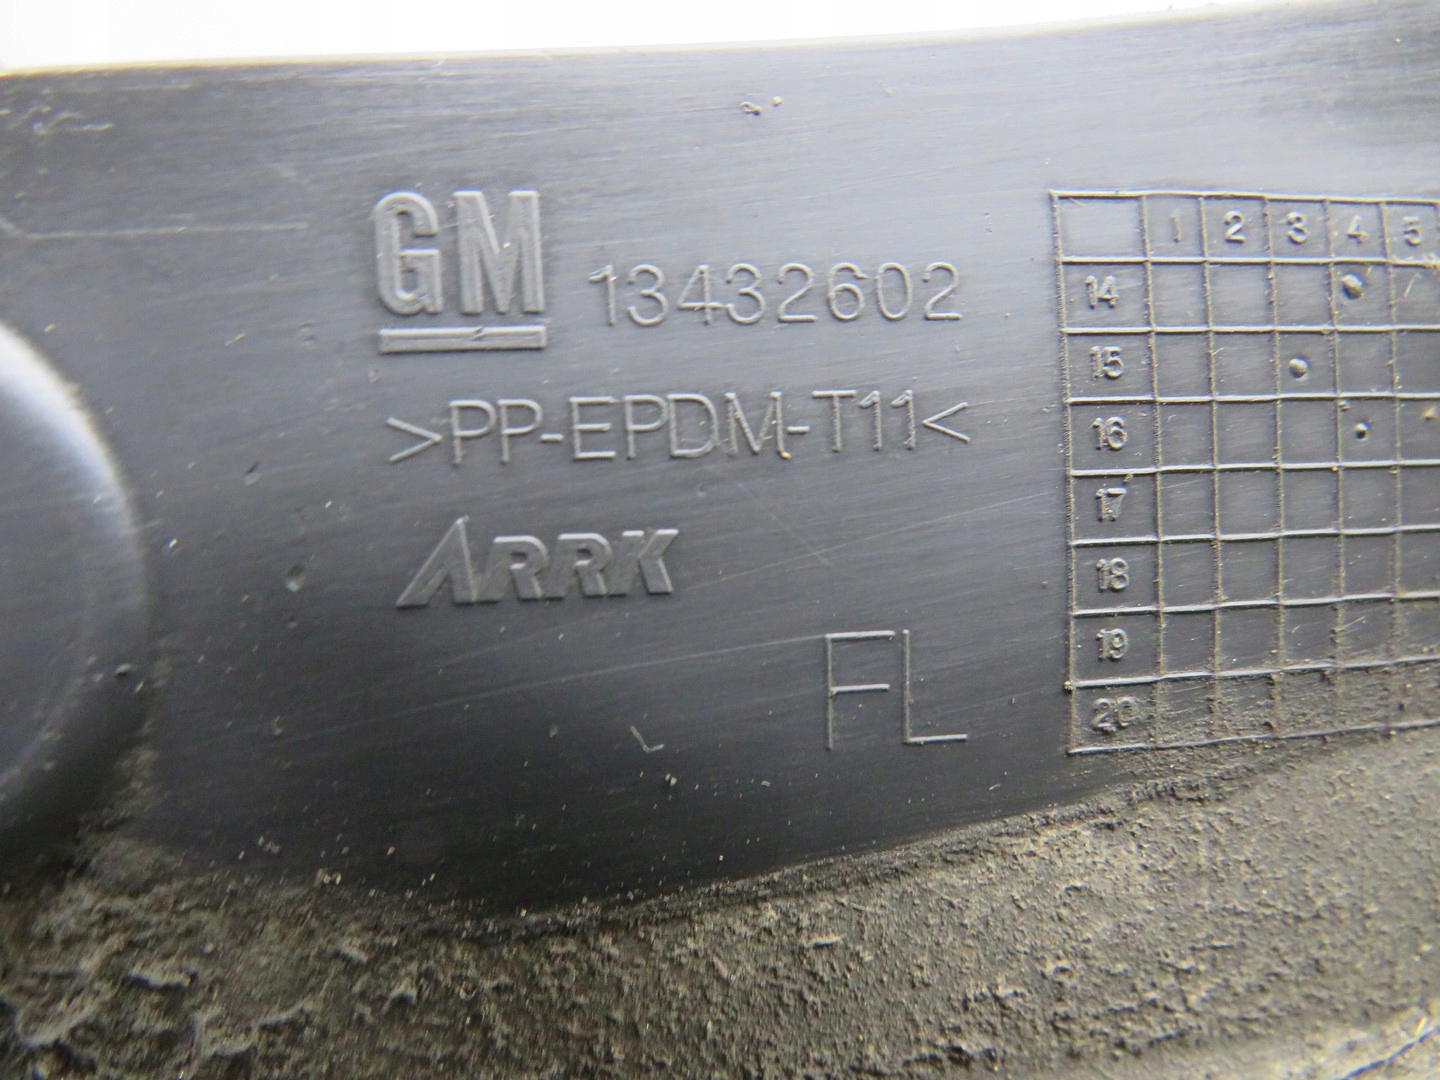 GM 13432602
>PP-EPDM-T11<
ARRK
FL
1 2 3 4 5
14
15
16
17
18
19
20